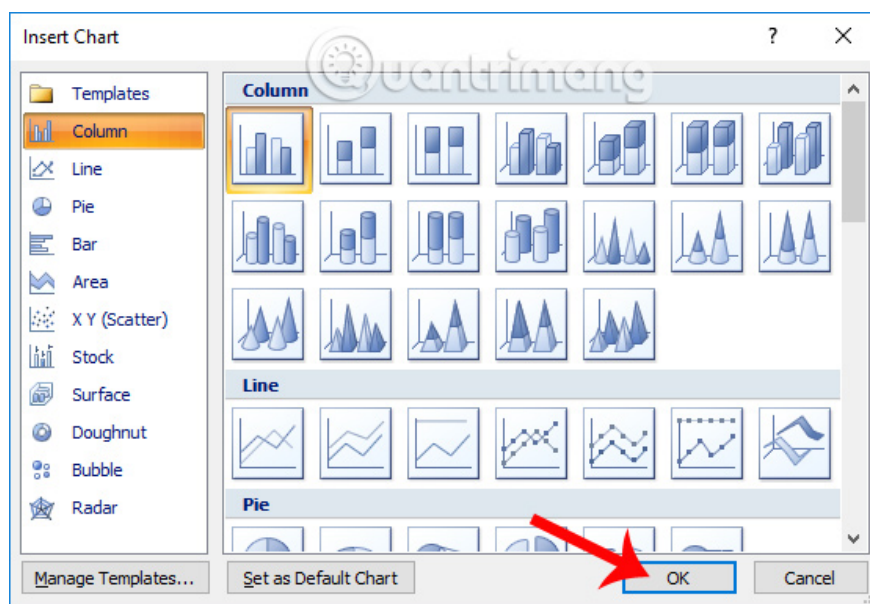 Insert Chart
?
Quantrimang
Templates
Column
Line
Pie
Bar
Area
X Y (Scatter)
Stock
Surface
Doughnut
Bubble
Radar
Column
Line
Pie
Manage Templates...
Set as Default Chart
OK
Cancel